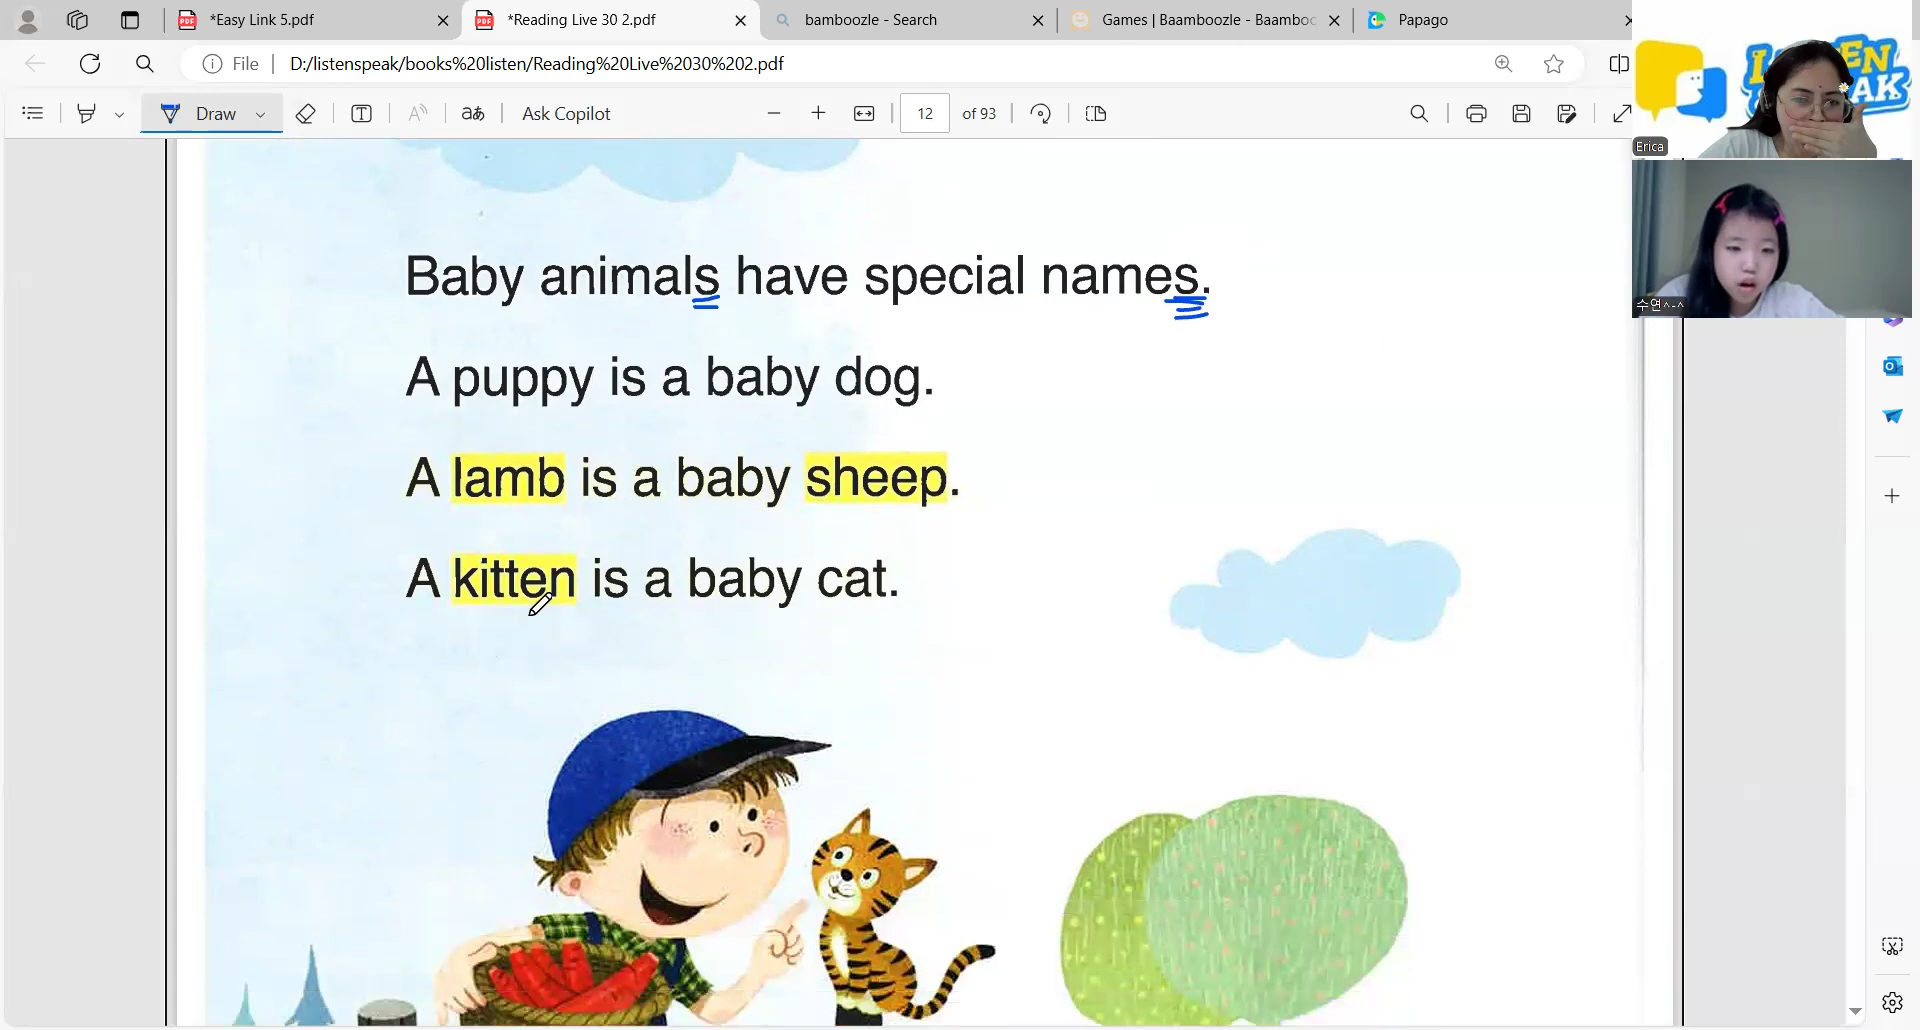 *Easy Link 5.pdf
*Reading Live 30 2.pdf
bamboozle - Search
Games | Baamboozle - Baamboo
Papago
File
D:/listenspeak/books%20listen/Reading%20Live%2030%202.pdf
Draw
aあ
Ask Copilot
12 of 93
Erica
수연^-^
Baby animals have special names.
A puppy is a baby dog.
A lamb is a baby sheep.
A kitten is a baby cat.